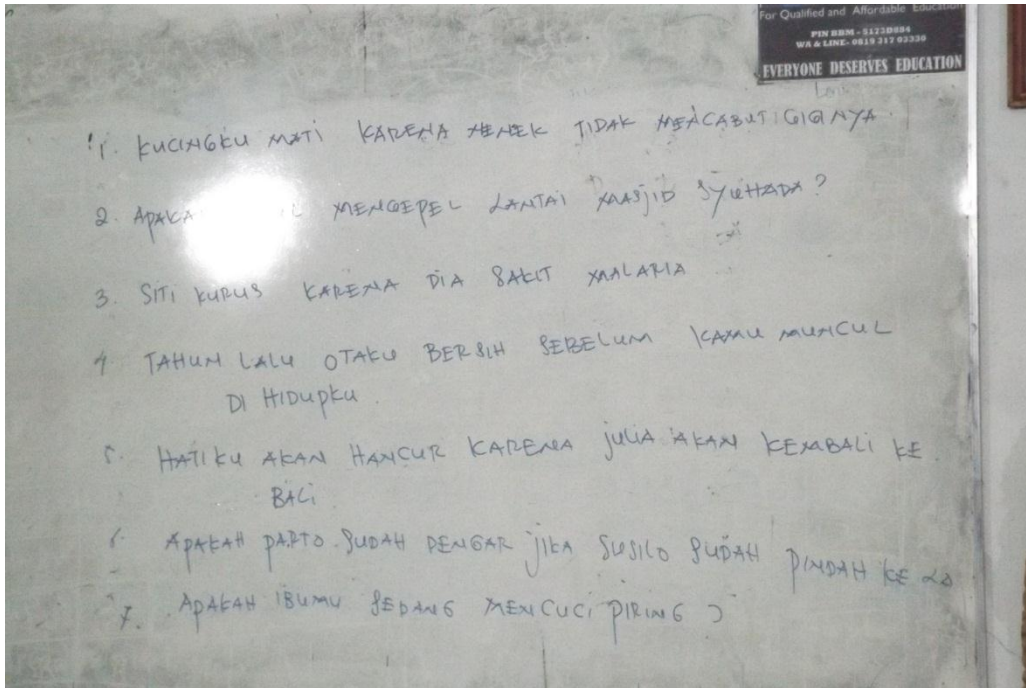 For Qualified and Affordable Education
PIN BBM - 5123D884
WA & LINE- 0819 317 03330
EVERYONE DESERVES EDUCATION
1. KUCINGKU MATI KARENA NENEK TIDAK MENCABUT GIGINYA
2. MENGEPEL LANTAI MASJID SYUHADA?
3. SITI KURUS KARENA DIA SAKIT MALARIA
4 TAHUN LALU OTAKU BERSIH SEBELUM KAMU MUNCUL
DI HIDUPKU.
5. HATIKU AKAN HANCUR KARENA JULIA AKAN KEMBALI KE
BALI
6. APAKAH PARTO SUDAH DENGAR JIKA SUSILO SUDAH PINDAH KE
7. APAKAH IBUMU SEDANG MENCUCI PIRING ?